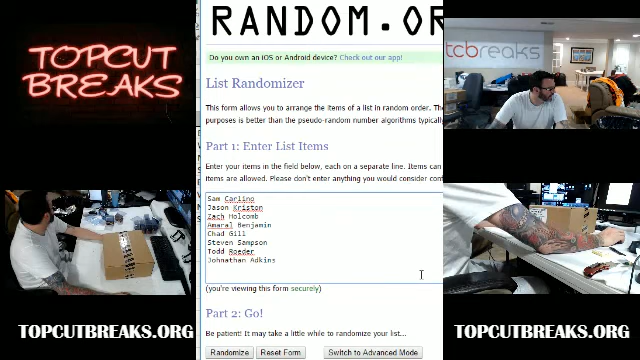 TOPCUT
BREAKS
RANDOM.OR
Do you own an iOS or Android device? Check out our app!
List Randomizer
This form allows you to arrange the items of a list in random order. The
purposes is better than the pseudo-random number algorithms typically
Part 1: Enter List Items
Enter your items in the field below, each on a separate line. Items can
items are allowed. Please don't enter anything you would consider conf
Sam Carlino
Jason Kriston
Zach Holcomb
Amaral Benjamin
Chad Gill
Steven Sampson
Todd Roeder
Johnathan Adkins
(you're viewing this form securely)
Part 2: Go!
Be patient! It may take a little while to randomize your list...
Randomize
Reset Form
Switch to Advanced Mode
tcbreaks
TOPCUTBREAKS.ORG
TOPCUTBREAKS.ORG